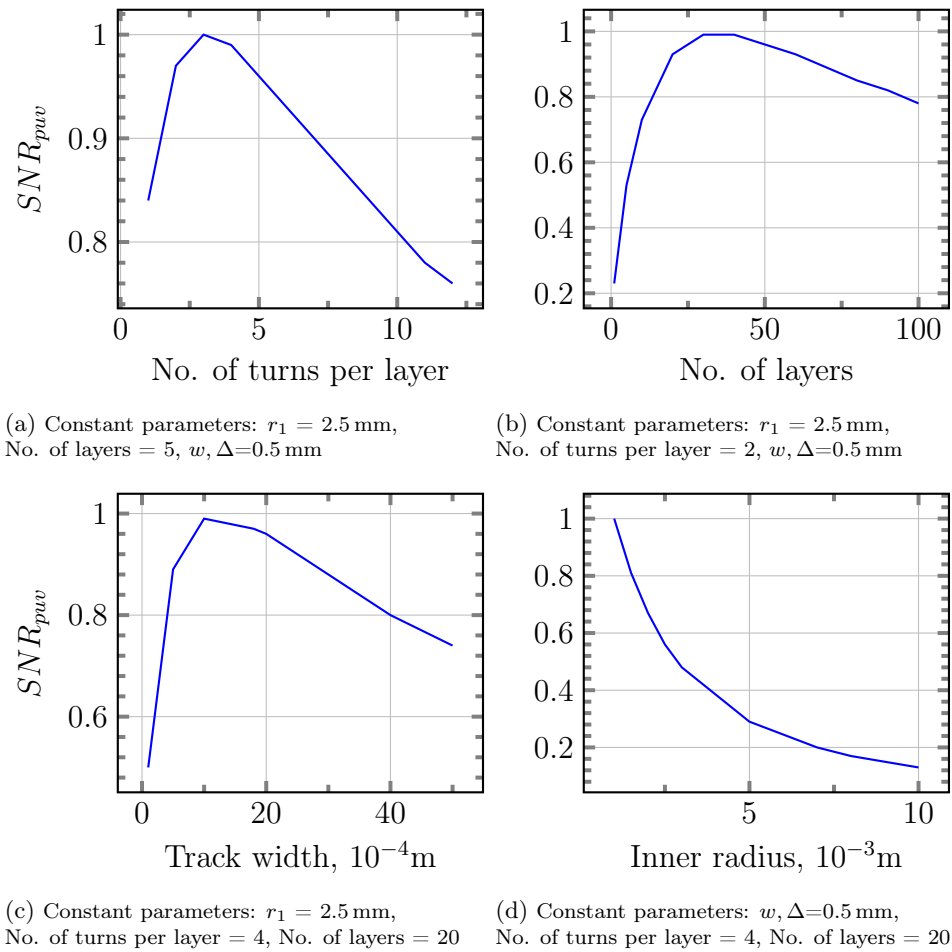 1
0.9
0.8
SNR_puv
0 5 10
No. of turns per layer
(a) Constant parameters: r₁ = 2.5 mm,
No. of layers = 5, w, Δ=0.5 mm
1
0.8
0.6
0.4
0.2
0 50 100
No. of layers
(b) Constant parameters: r₁ = 2.5 mm,
No. of turns per layer = 2, w, Δ=0.5 mm
1
0.8
0.6
SNR_puv
0 20 40
Track width, 10⁻⁴m
(c) Constant parameters: r₁ = 2.5 mm,
No. of turns per layer = 4, No. of layers = 20
1
0.8
0.6
0.4
0.2
5 10
Inner radius, 10⁻³m
(d) Constant parameters: w, Δ=0.5 mm,
No. of turns per layer = 4, No. of layers = 20